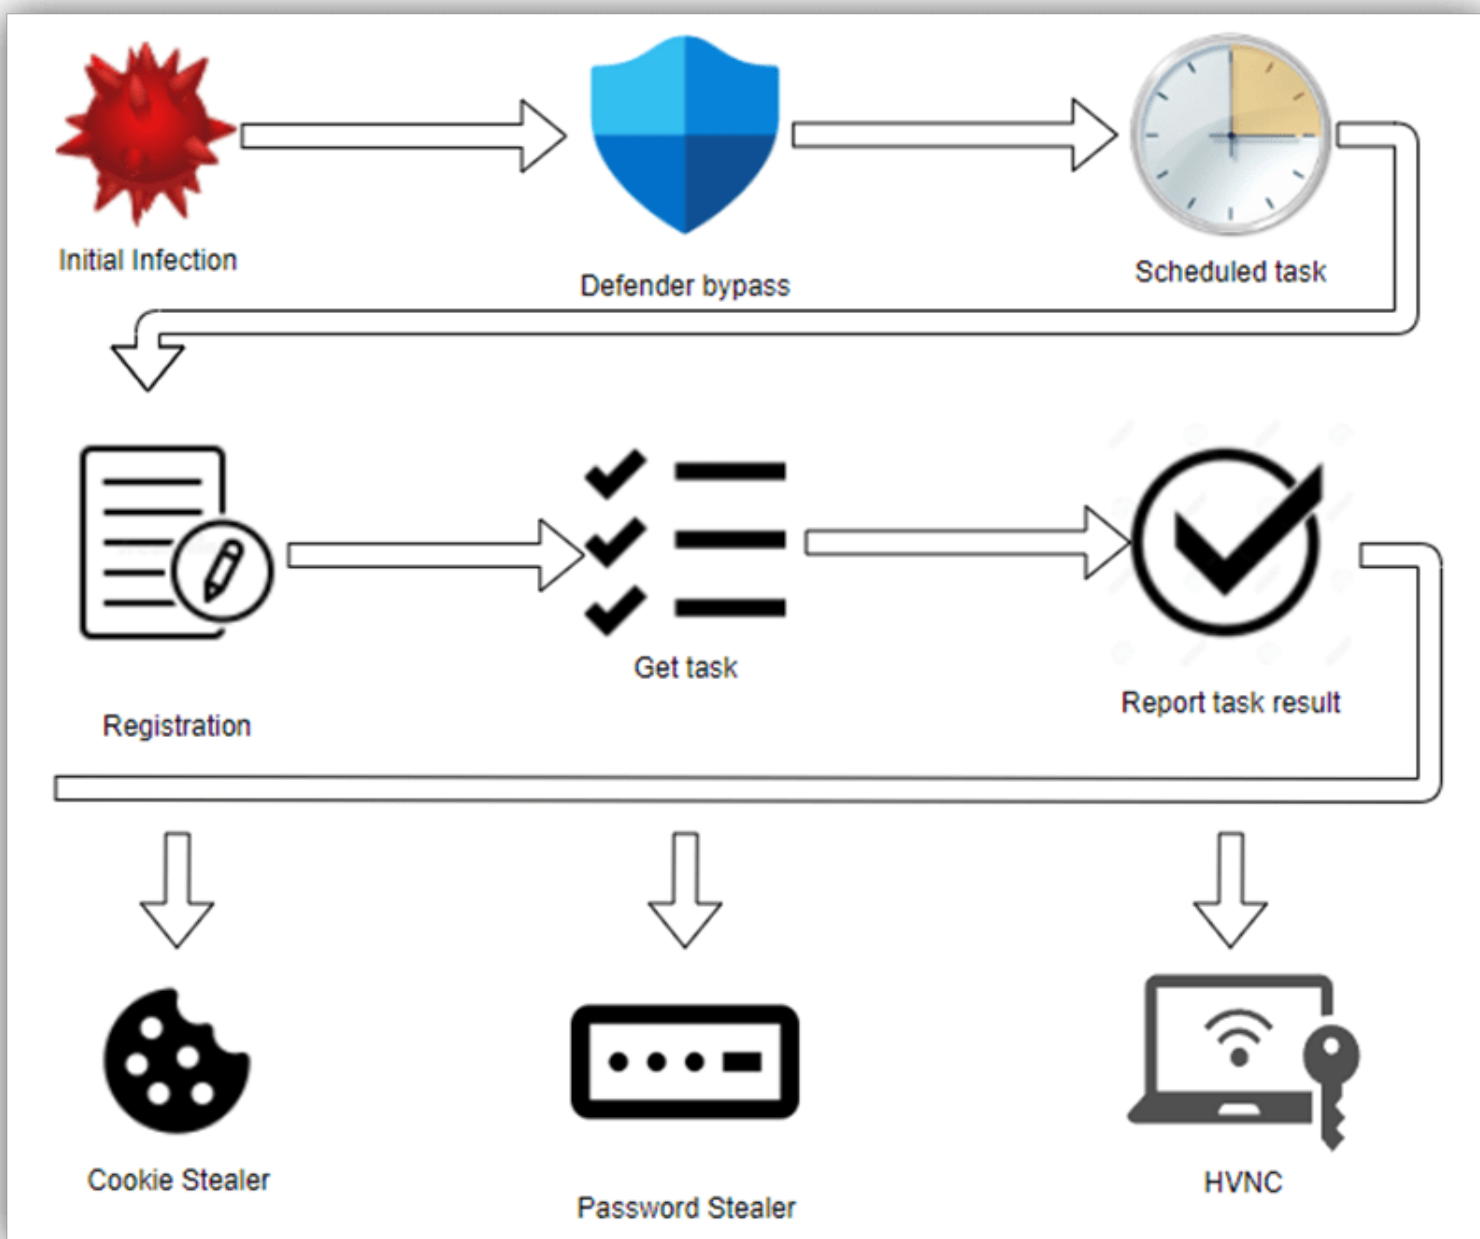 Initial Infection
Defender bypass
Scheduled task
Registration
Get task
Report task result
Cookie Stealer
Password Stealer
HVNC